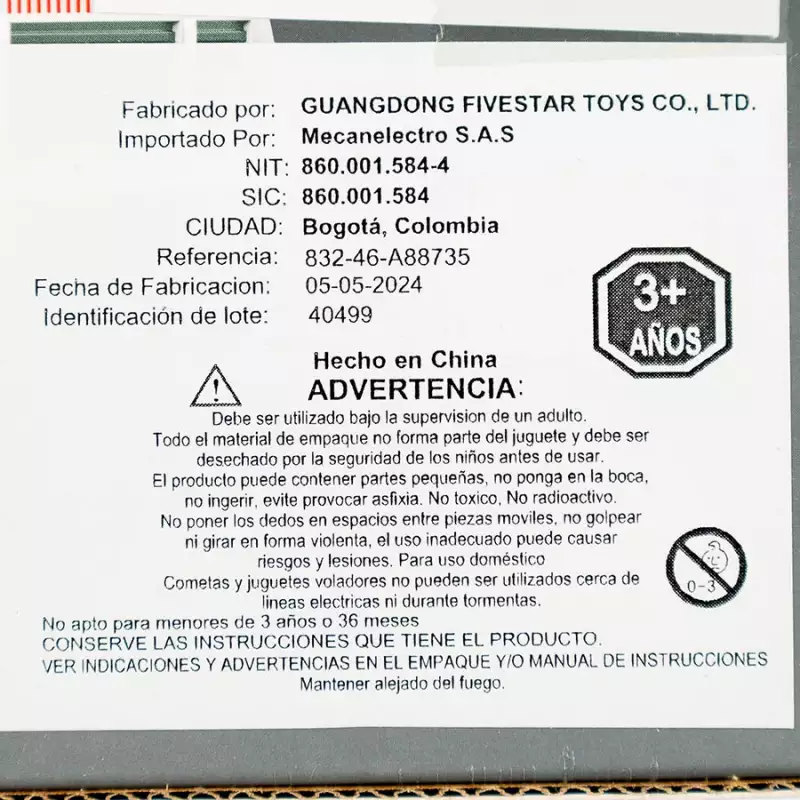 Fabricado por: GUANGDONG FIVESTAR TOYS CO., LTD.
Importado Por: Mecanelectro S.A.S
NIT: 860.001.584-4
SIC: 860.001.584
CIUDAD: Bogotá, Colombia
Referencia: 832-46-A88735
Fecha de Fabricacion: 05-05-2024
Identificación de lote: 40499
3+
AÑOS
Hecho en China
ADVERTENCIA:
Debe ser utilizado bajo la supervision de un adulto.
Todo el material de empaque no forma parte del juguete y debe ser
desechado por la seguridad de los niños antes de usar.
El producto puede contener partes pequeñas, no ponga en la boca,
no ingerir, evite provocar asfixia. No toxico, No radioactivo.
No poner los dedos en espacios entre piezas moviles, no golpear
ni girar en forma violenta, el uso inadecuado puede causar
riesgos y lesiones. Para uso doméstico
Cometas y juguetes voladores no pueden ser utilizados cerca de
lineas electricas ni durante tormentas.
0-3
No apto para menores de 3 años o 36 meses
CONSERVE LAS INSTRUCCIONES QUE TIENE EL PRODUCTO.
VER INDICACIONES Y ADVERTENCIAS EN EL EMPAQUE Y/O MANUAL DE INSTRUCCIONES
Mantener alejado del fuego.